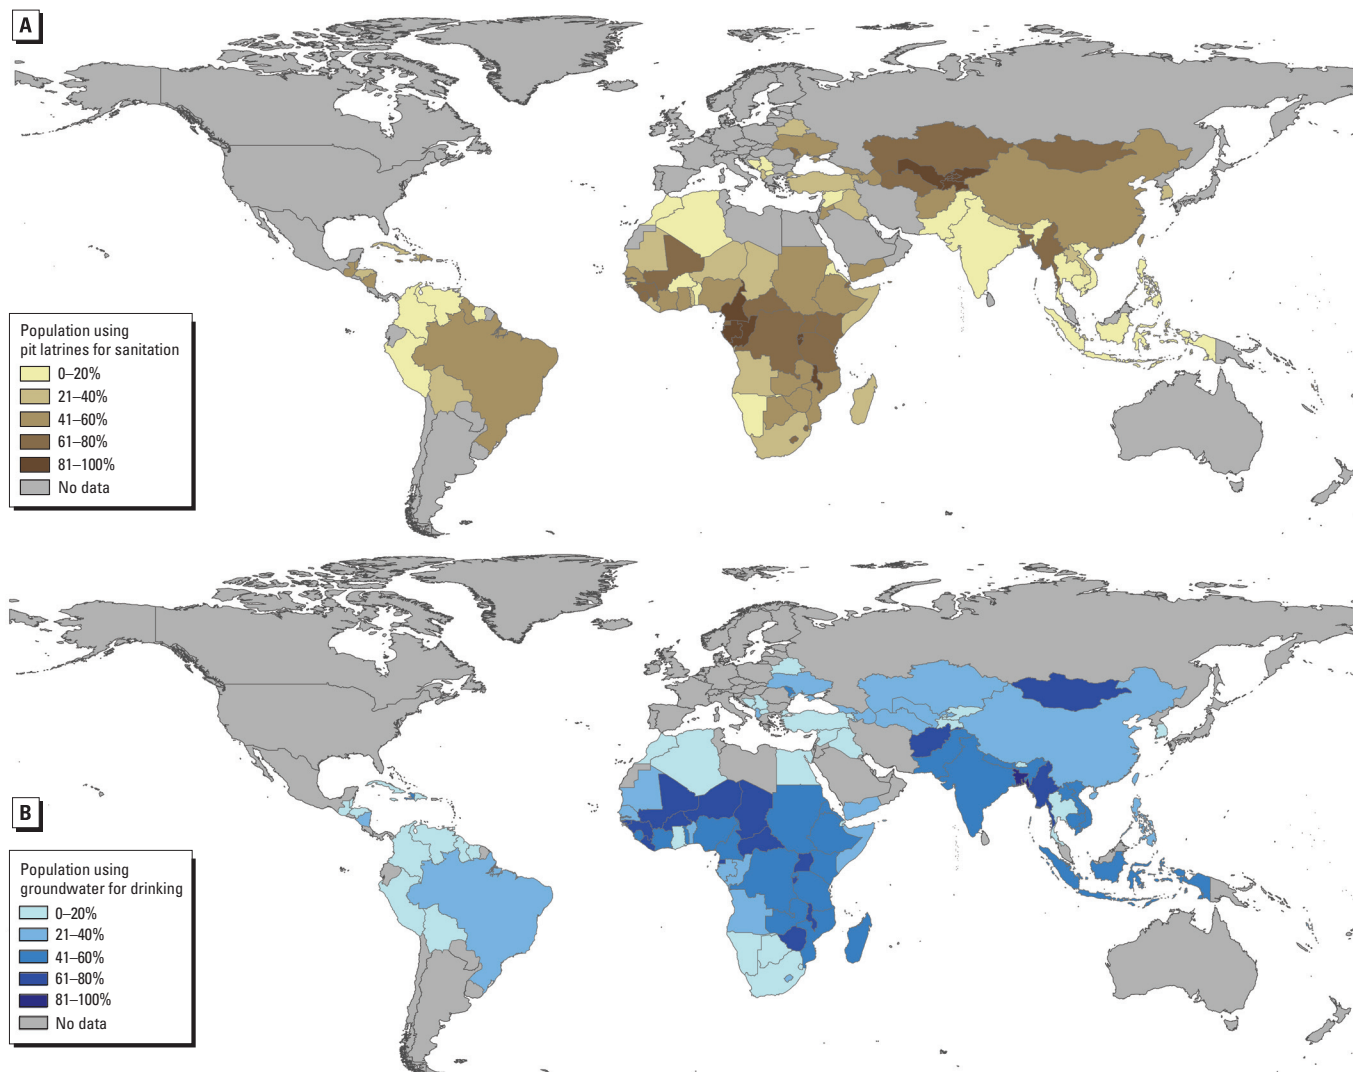 A
Population using
pit latrines for sanitation
0–20%
21–40%
41–60%
61–80%
81–100%
No data
B
Population using
groundwater for drinking
0–20%
21–40%
41–60%
61–80%
81–100%
No data